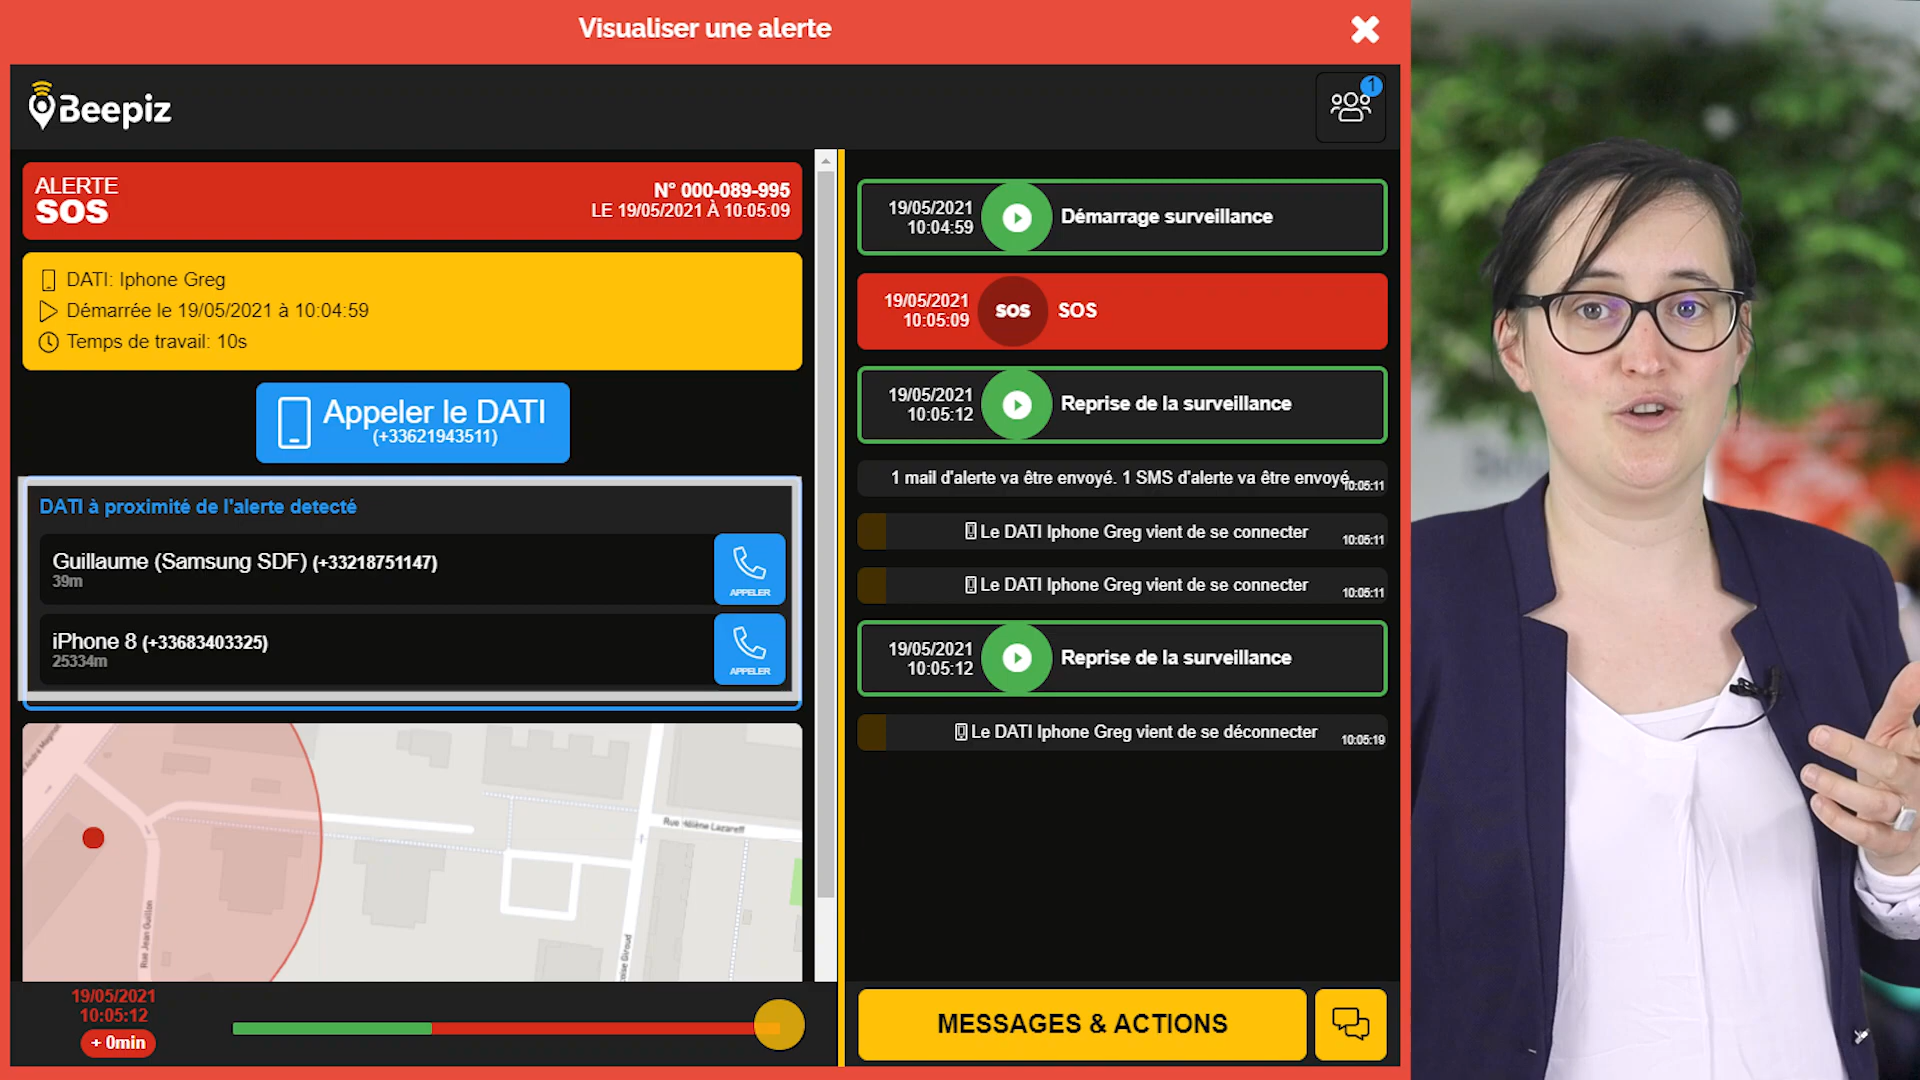 Visualiser une alerte
Beepiz
1
ALERTE
SOS
N° 000-089-995
LE 19/05/2021 À 10:05:09
DATI: Iphone Greg
Démarrée le 19/05/2021 à 10:04:59
Temps de travail: 10s
Appeler le DATI
(+33621943511)
DATI à proximité de l'alerte detecté
Guillaume (Samsung SDF) (+33218751147)
39m
APPELER
iPhone 8 (+33683403325)
25334m
APPELER
Rue Hélène Lazareff
Rue Jean Guillon
19/05/2021
10:05:12
+ 0min
19/05/2021
10:04:59
Démarrage surveillance
19/05/2021
10:05:09
SOS
SOS
19/05/2021
10:05:12
Reprise de la surveillance
1 mail d'alerte va être envoyé. 1 SMS d'alerte va être envoyé.
10:05:11
Le DATI Iphone Greg vient de se connecter
10:05:11
Le DATI Iphone Greg vient de se connecter
10:05:11
19/05/2021
10:05:12
Reprise de la surveillance
Le DATI Iphone Greg vient de se déconnecter
10:05:19
MESSAGES & ACTIONS